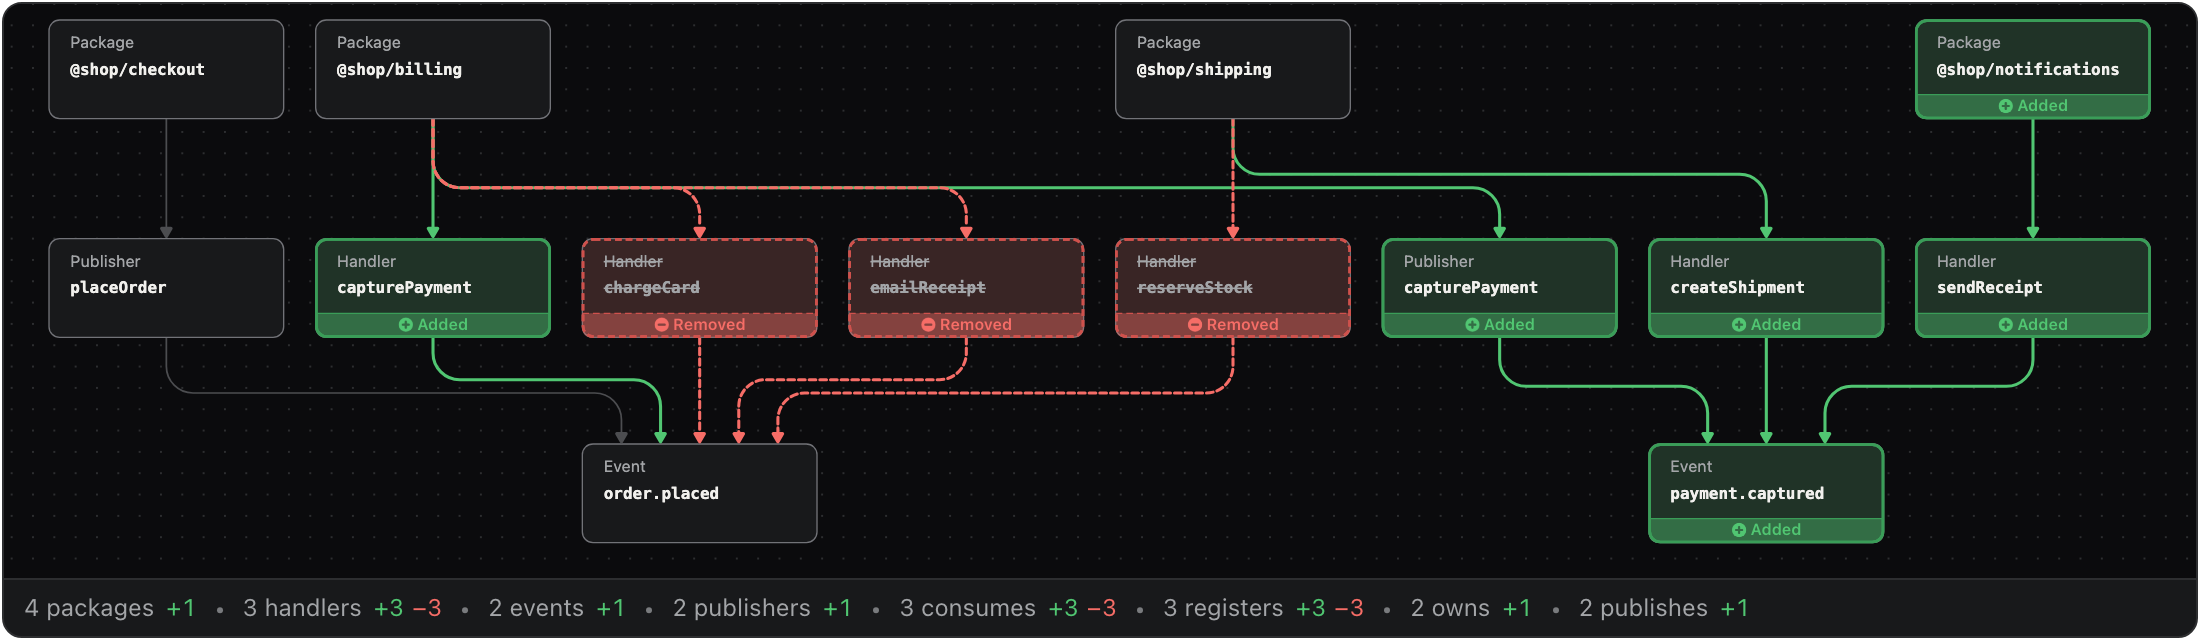 Package
@shop/checkout
Package
@shop/billing
Package
@shop/shipping
Package
@shop/notifications
Added
Publisher
placeOrder
Handler
capturePayment
Added
Handler
chargeCard
Removed
Handler
emailReceipt
Removed
Handler
reserveStock
Removed
Publisher
capturePayment
Added
Handler
createShipment
Added
Handler
sendReceipt
Added
Event
order.placed
Event
payment.captured
Added
4 packages +1 • 3 handlers +3 −3 • 2 events +1 • 2 publishers +1 • 3 consumes +3 −3 • 3 registers +3 −3 • 2 owns +1 • 2 publishes +1